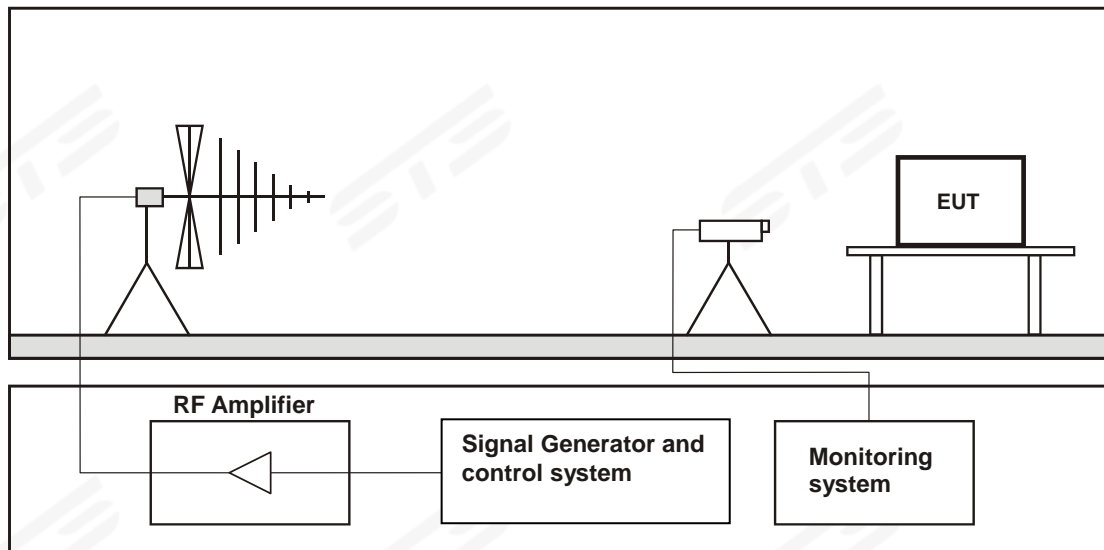 EUT
RF Amplifier
Signal Generator and
control system
Monitoring
system